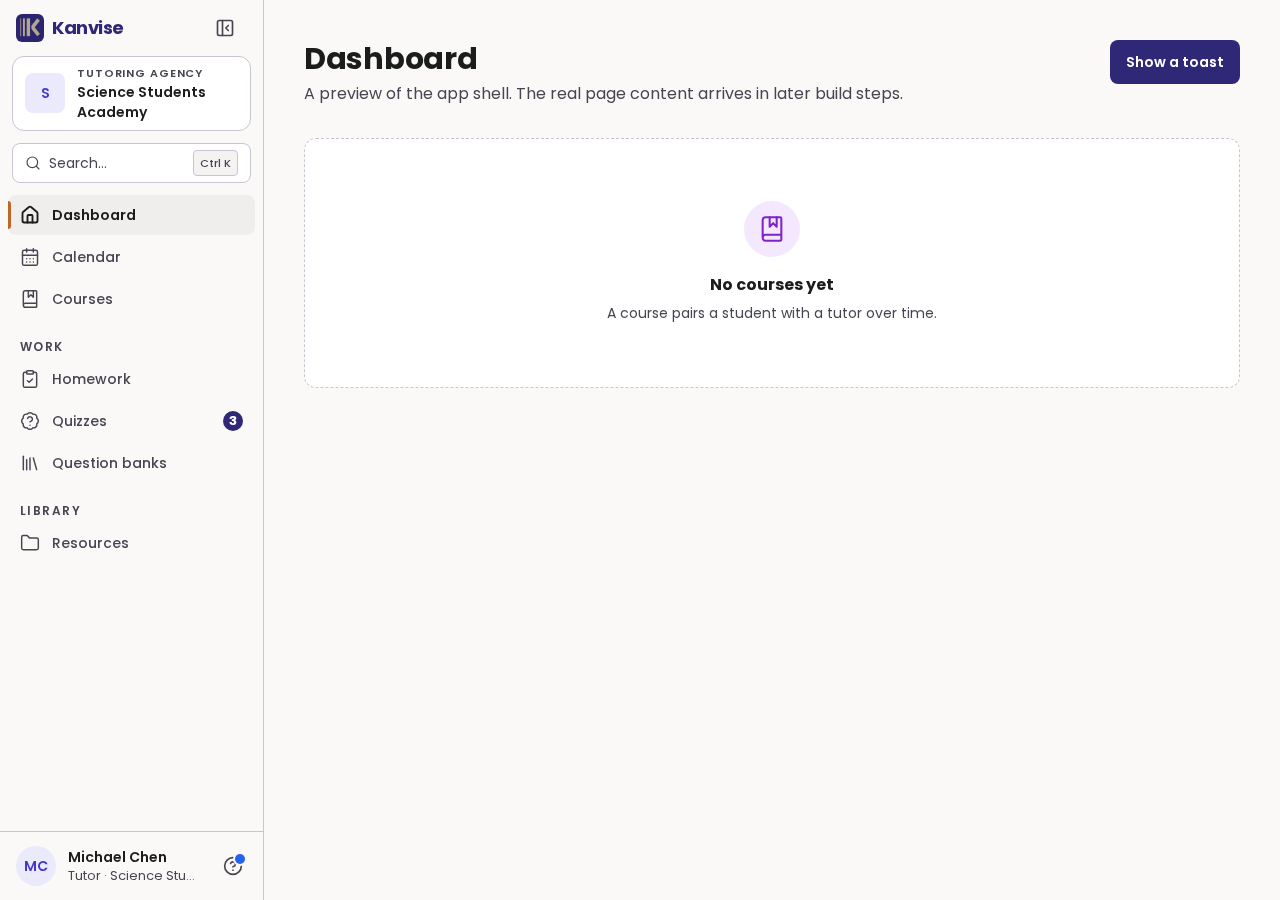 Kanvise
TUTORING AGENCY
S
Science Students
Academy
Search...
Ctrl K
Dashboard
Calendar
Courses
WORK
Homework
Quizzes
3
Question banks
LIBRARY
Resources
MC
Michael Chen
Tutor · Science Stu...
Dashboard
A preview of the app shell. The real page content arrives in later build steps.
Show a toast
No courses yet
A course pairs a student with a tutor over time.